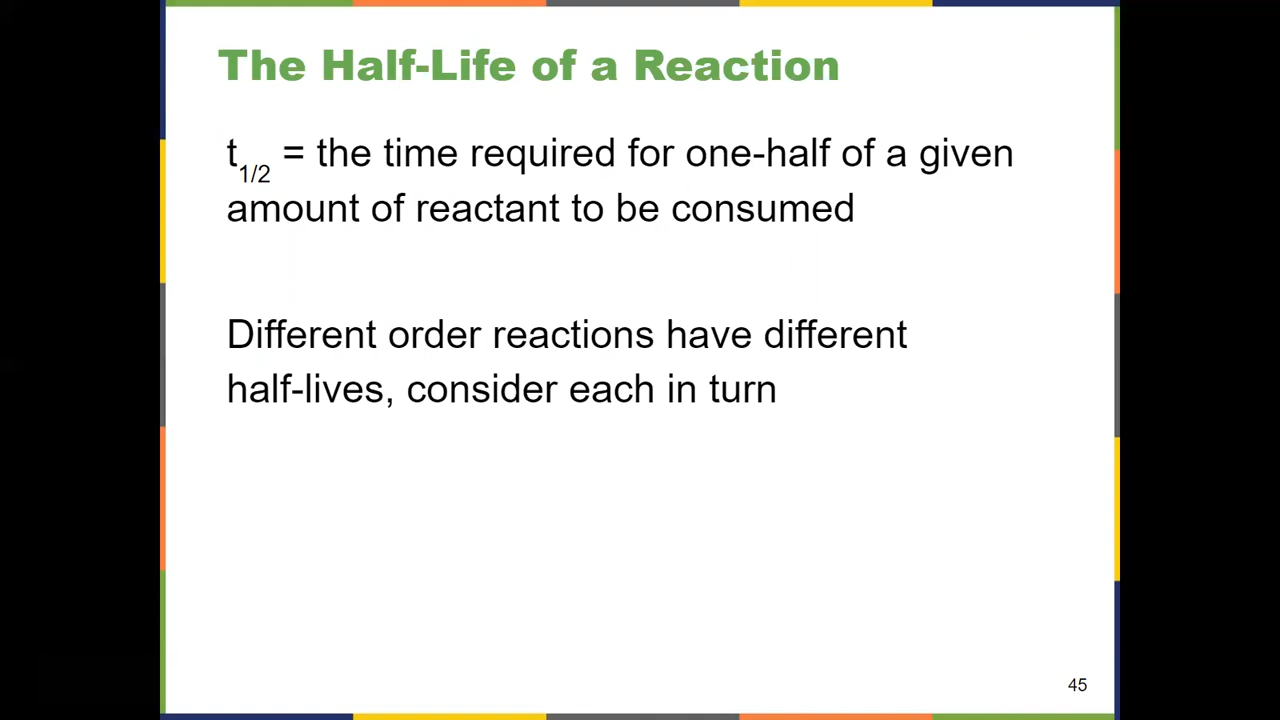 The Half-Life of a Reaction
t1/2 = the time required for one-half of a given
amount of reactant to be consumed
Different order reactions have different
half-lives, consider each in turn
45